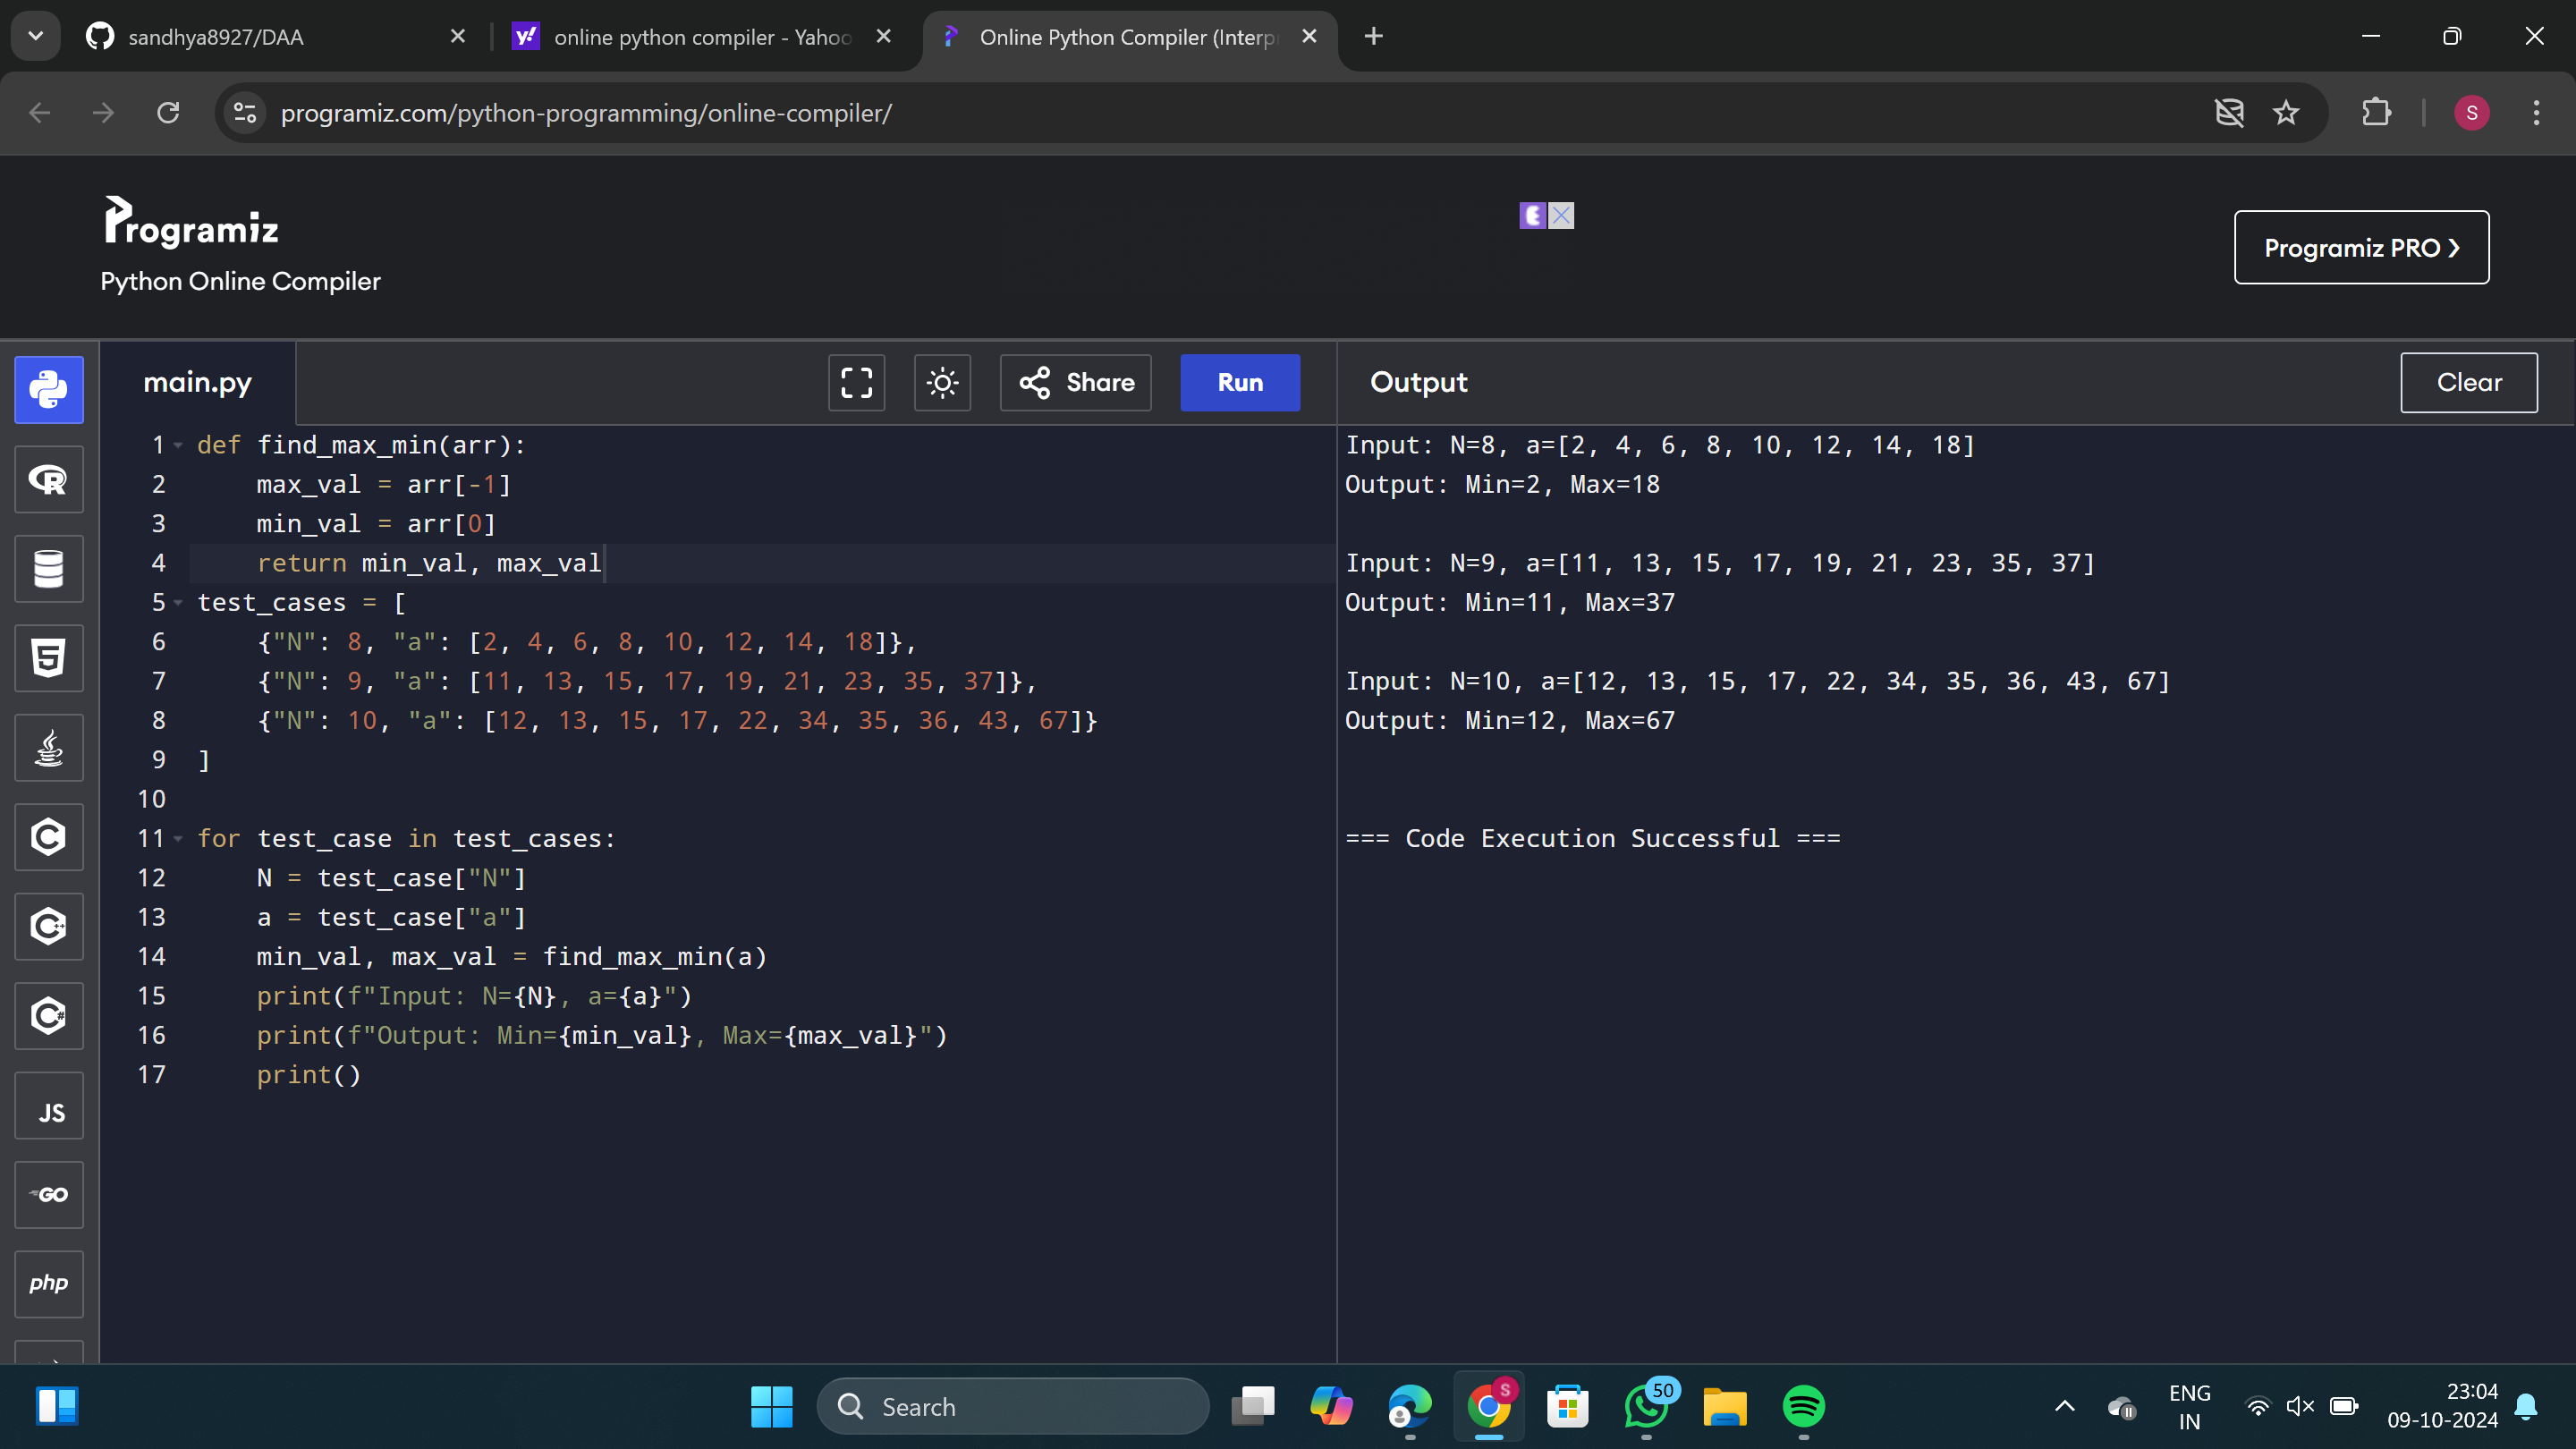 sandhya8927/DAA
online python compiler - Yahoo
Online Python Compiler (Interp
programiz.com/python-programming/online-compiler/
S
Programiz
Python Online Compiler
Programiz PRO
main.py
Share
Run
Output
Clear
1 def find_max_min(arr):
2     max_val = arr[-1]
3     min_val = arr[0]
4     return min_val, max_val
5 test_cases = [
6     {"N": 8, "a": [2, 4, 6, 8, 10, 12, 14, 18]},
7     {"N": 9, "a": [11, 13, 15, 17, 19, 21, 23, 35, 37]},
8     {"N": 10, "a": [12, 13, 15, 17, 22, 34, 35, 36, 43, 67]}
9 ]
10
11 for test_case in test_cases:
12     N = test_case["N"]
13     a = test_case["a"]
14     min_val, max_val = find_max_min(a)
15     print(f"Input: N={N}, a={a}")
16     print(f"Output: Min={min_val}, Max={max_val}")
17     print()
Input: N=8, a=[2, 4, 6, 8, 10, 12, 14, 18]
Output: Min=2, Max=18
Input: N=9, a=[11, 13, 15, 17, 19, 21, 23, 35, 37]
Output: Min=11, Max=37
Input: N=10, a=[12, 13, 15, 17, 22, 34, 35, 36, 43, 67]
Output: Min=12, Max=67
=== Code Execution Successful ===
R
5
C
C++
C#
JS
GO
php
Search
S
50
ENG
IN
23:04
09-10-2024